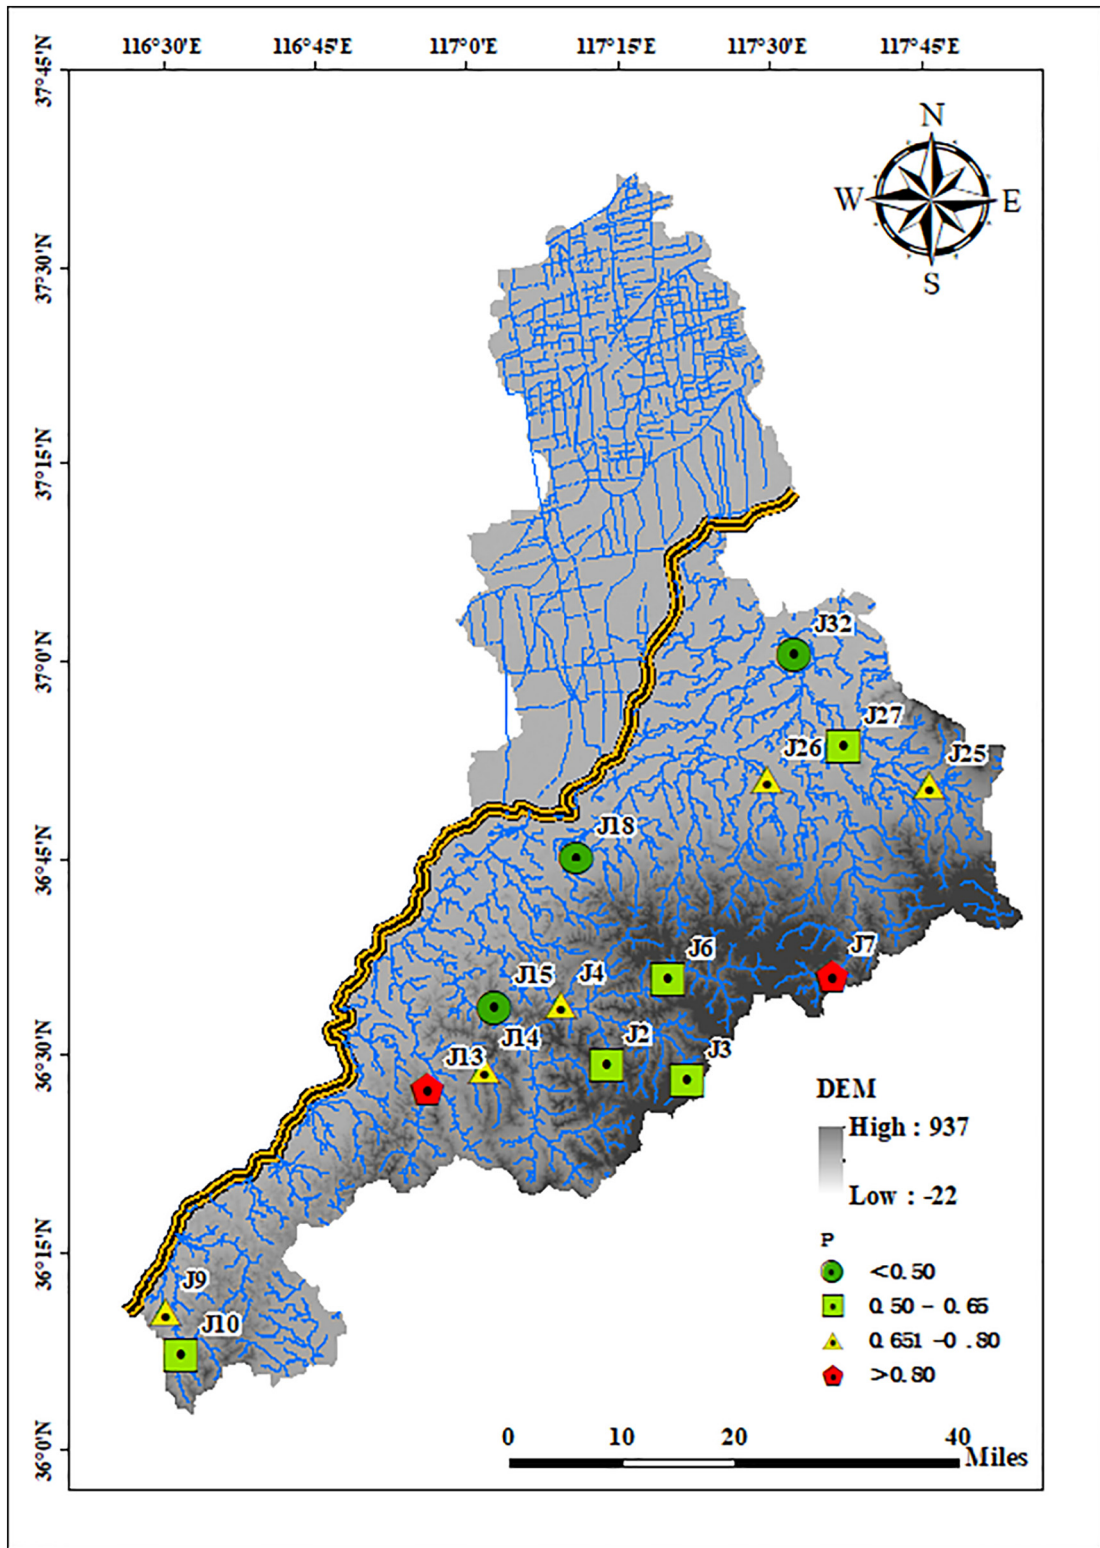 116°30'E 116°45'E 117°0'E 117°15'E 117°30'E 117°45'E
37°45'N
37°30'N
37°15'N
37°0'N
36°45'N
36°30'N
36°15'N
36°0'N
N
W E
S
J32
J27
J26
J25
J18
J6
J7
J15
J4
J14
J2
J3
J13
J9
J10
DEM
High : 937
Low : -22
P
<0.50
0.50 - 0.65
0.651 -0.80
>0.80
0 10 20 40
Miles